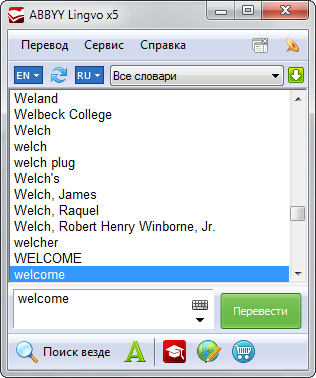 ABBYY Lingvo x5
Перевод Сервис Справка
EN RU Все словари
Weland
Welbeck College
Welch
welch
welch plug
Welch's
Welch, James
Welch, Raquel
Welch, Robert Henry Winborne, Jr.
welcher
WELCOME
welcome
welcome
Перевести
Поиск везде A